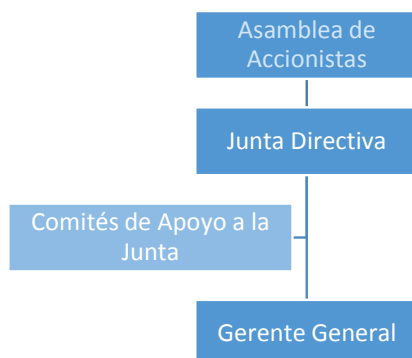 Asamblea de
Accionistas
Junta Directiva
Comités de Apoyo a la
Junta
Gerente General